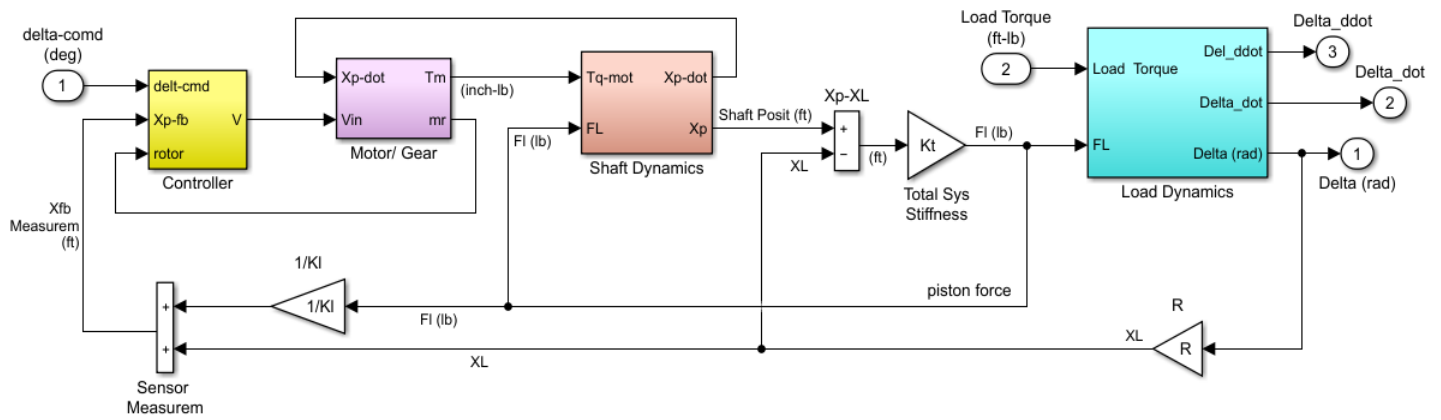 delta-comd
(deg)
1
delt-cmd
Xp-fb
rotor
V
Controller
Xp-dot
Vin
Tm
mr
Motor/ Gear
(inch-lb)
Tq-mot
FL
Xp-dot
Xp
Shaft Dynamics
Fl (lb)
Shaft Posit (ft)
XL
Xp-XL
+
−
(ft)
Kt
Total Sys
Stiffness
Fl (lb)
Load Torque
(ft-lb)
2
Load Torque
FL
Del_ddot
Delta_dot
Delta (rad)
Load Dynamics
Delta_ddot
3
Delta_dot
2
1
Delta (rad)
Xfb
Measurem
(ft)
1/Kl
1/Kl
Fl (lb)
piston force
R
R
XL
XL
+
+
Sensor
Measurem